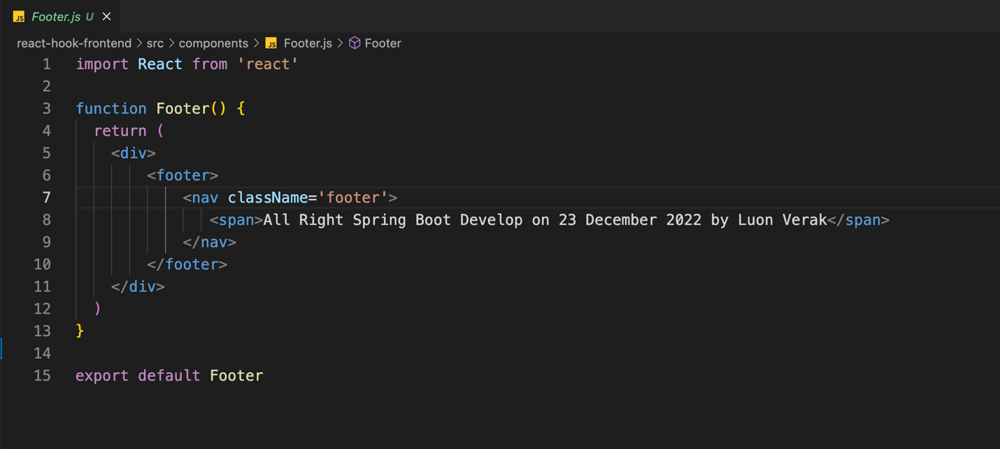 JS Footer.js U
react-hook-frontend > src > components > JS Footer.js > Footer
1 import React from 'react'
2
3 function Footer() {
4 return (
5 <div>
6 <footer>
7 <nav className='footer'>
8 <span>All Right Spring Boot Develop on 23 December 2022 by Luon Verak</span>
9 </nav>
10 </footer>
11 </div>
12 )
13 }
14
15 export default Footer